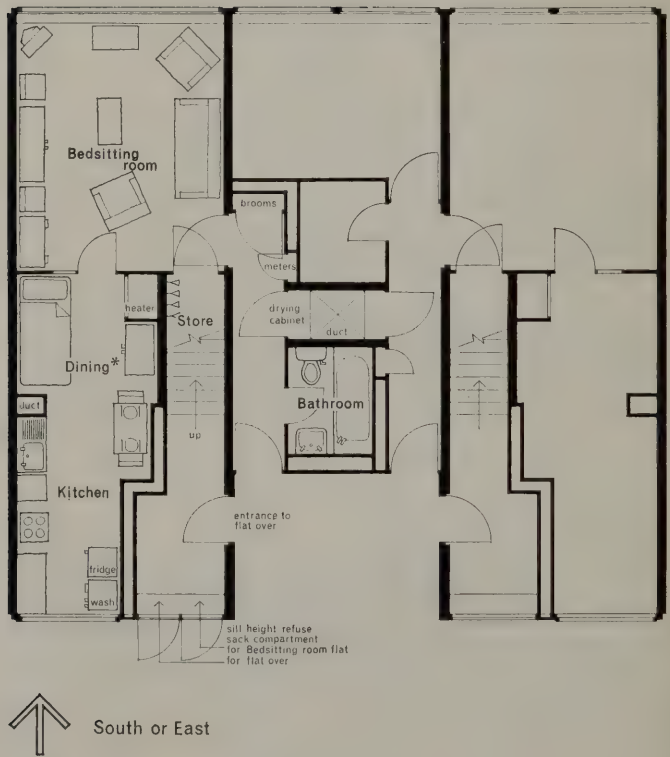 Bedsitting
room
brooms
meters
heater
Store
drying
cabinet
duct
Dining*
duct
Bathroom
up
Kitchen
entrance to
flat over
fridge
wash
sill height refuse
sack compartment
for Bedsitting room flat
for flat over
South or East